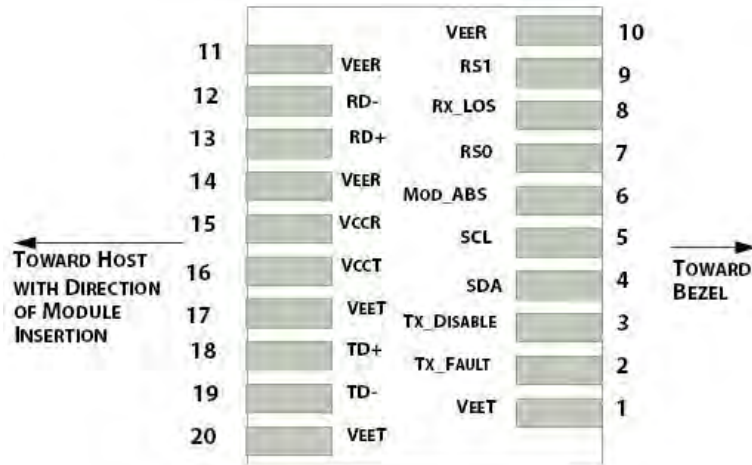 11 VEER
12 RD-
13 RD+
14 VEER
15 VCCR
16 VCCT
17 VEET
18 TD+
19 TD-
20 VEET
VEER 10
RS1 9
RX_LOS 8
RS0 7
MOD_ABS 6
SCL 5
SDA 4
TX_DISABLE 3
TX_FAULT 2
VEET 1
TOWARD HOST
WITH DIRECTION
OF MODULE
INSERTION
TOWARD
BEZEL